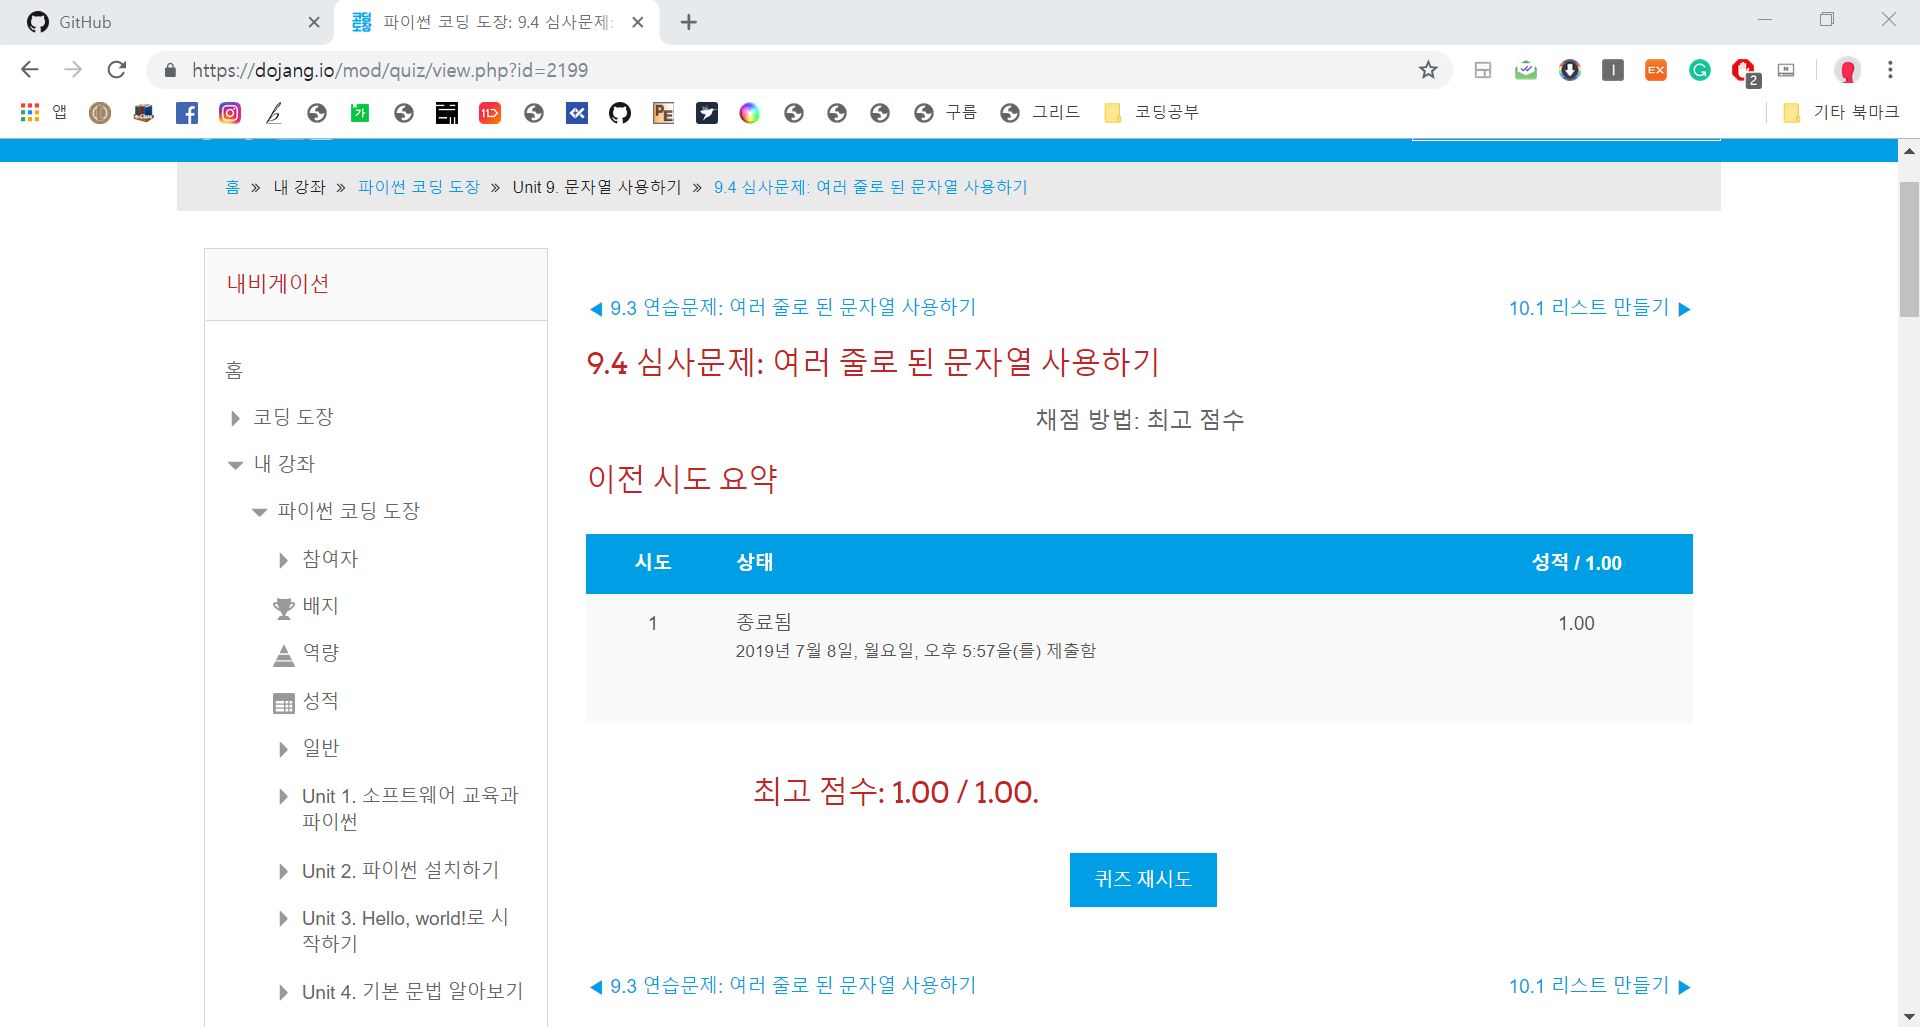 GitHub
파이썬 코딩 도장: 9.4 심사문제:
https://dojang.io/mod/quiz/view.php?id=2199
2
앱
구름
그리드
코딩공부
기타 북마크
홈 » 내 강좌 » 파이썬 코딩 도장 » Unit 9. 문자열 사용하기 » 9.4 심사문제: 여러 줄로 된 문자열 사용하기
내비게이션
홈
코딩 도장
내 강좌
파이썬 코딩 도장
참여자
배지
역량
성적
일반
Unit 1. 소프트웨어 교육과
파이썬
Unit 2. 파이썬 설치하기
Unit 3. Hello, world!로 시
작하기
Unit 4. 기본 문법 알아보기
◀ 9.3 연습문제: 여러 줄로 된 문자열 사용하기
10.1 리스트 만들기 ▶
9.4 심사문제: 여러 줄로 된 문자열 사용하기
채점 방법: 최고 점수
이전 시도 요약
시도 상태 성적 / 1.00
1 종료됨 1.00
2019년 7월 8일, 월요일, 오후 5:57을(를) 제출함
최고 점수: 1.00 / 1.00.
퀴즈 재시도
◀ 9.3 연습문제: 여러 줄로 된 문자열 사용하기
10.1 리스트 만들기 ▶